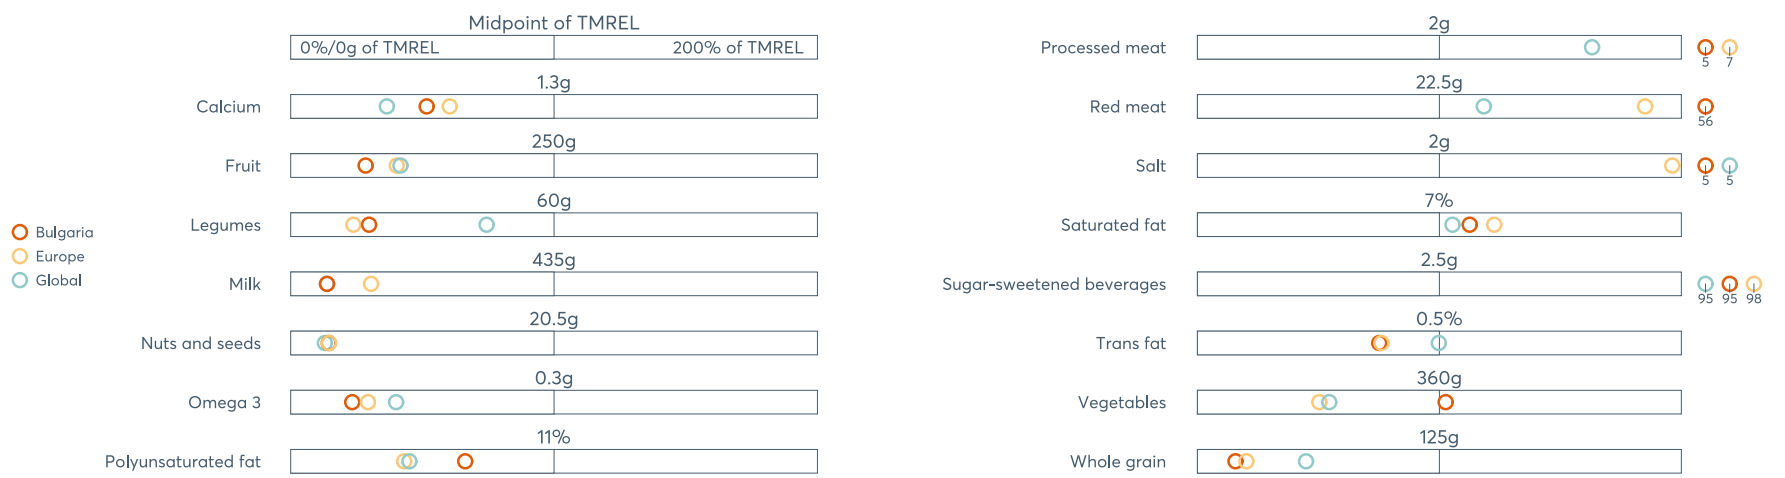 Midpoint of TMREL
0%/0g of TMREL 200% of TMREL
Calcium 1.3g
Fruit 250g
Legumes 60g
Milk 435g
Nuts and seeds 20.5g
Omega 3 0.3g
Polyunsaturated fat 11%
Bulgaria
Europe
Global
Processed meat 2g
5 7
Red meat 22.5g
56
Salt 2g
5 5
Saturated fat 7%
Sugar-sweetened beverages 2.5g
95 95 98
Trans fat 0.5%
Vegetables 360g
Whole grain 125g